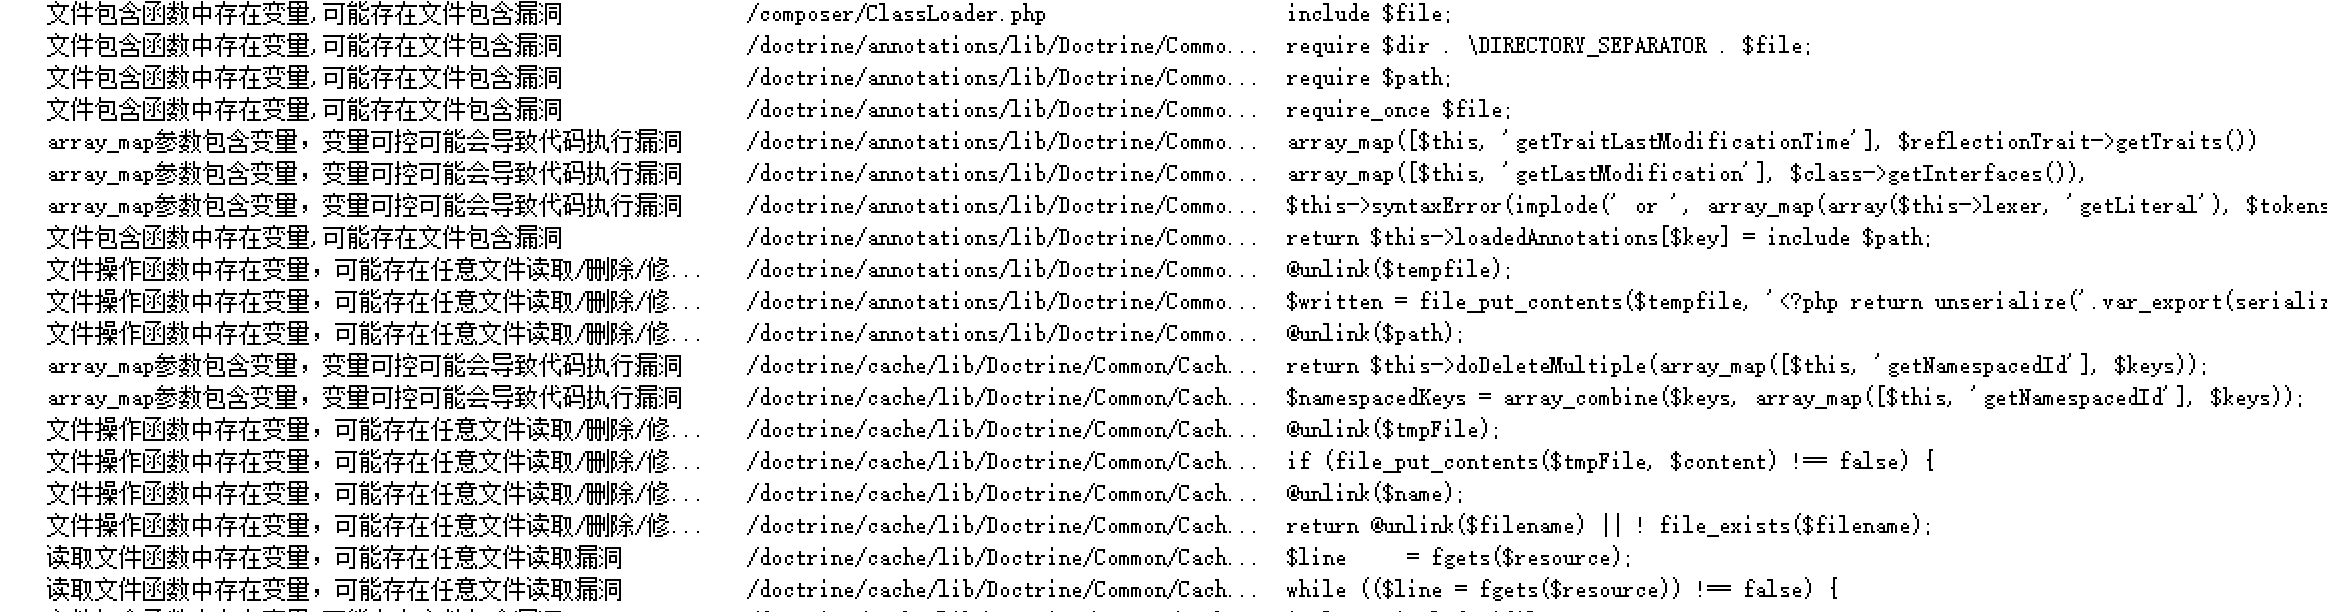 文件包含函数中存在变量,可能存在文件包含漏洞 /composer/ClassLoader.php include $file;
文件包含函数中存在变量,可能存在文件包含漏洞 /doctrine/annotations/lib/Doctrine/Commo... require $dir . \DIRECTORY_SEPARATOR . $file;
文件包含函数中存在变量,可能存在文件包含漏洞 /doctrine/annotations/lib/Doctrine/Commo... require $path;
文件包含函数中存在变量,可能存在文件包含漏洞 /doctrine/annotations/lib/Doctrine/Commo... require_once $file;
array_map参数包含变量，变量可控可能会导致代码执行漏洞 /doctrine/annotations/lib/Doctrine/Commo... array_map([$this, 'getTraitLastModificationTime'], $reflectionTrait->getTraits())
array_map参数包含变量，变量可控可能会导致代码执行漏洞 /doctrine/annotations/lib/Doctrine/Commo... array_map([$this, 'getLastModification'], $class->getInterfaces()),
array_map参数包含变量，变量可控可能会导致代码执行漏洞 /doctrine/annotations/lib/Doctrine/Commo... $this->syntaxError(implode(' or ', array_map(array($this->lexer, 'getLiteral'), $tokens
文件包含函数中存在变量,可能存在文件包含漏洞 /doctrine/annotations/lib/Doctrine/Commo... return $this->loadedAnnotations[$key] = include $path;
文件操作函数中存在变量，可能存在任意文件读取/删除/修... /doctrine/annotations/lib/Doctrine/Commo... @unlink($tempfile);
文件操作函数中存在变量，可能存在任意文件读取/删除/修... /doctrine/annotations/lib/Doctrine/Commo... $written = file_put_contents($tempfile, '<?php return unserialize('.var_export(serializ
文件操作函数中存在变量，可能存在任意文件读取/删除/修... /doctrine/annotations/lib/Doctrine/Commo... @unlink($path);
array_map参数包含变量，变量可控可能会导致代码执行漏洞 /doctrine/cache/lib/Doctrine/Common/Cach... return $this->doDeleteMultiple(array_map([$this, 'getNamespacedId'], $keys));
array_map参数包含变量，变量可控可能会导致代码执行漏洞 /doctrine/cache/lib/Doctrine/Common/Cach... $namespacedKeys = array_combine($keys, array_map([$this, 'getNamespacedId'], $keys));
文件操作函数中存在变量，可能存在任意文件读取/删除/修... /doctrine/cache/lib/Doctrine/Common/Cach... @unlink($tmpFile);
文件操作函数中存在变量，可能存在任意文件读取/删除/修... /doctrine/cache/lib/Doctrine/Common/Cach... if (file_put_contents($tmpFile, $content) !== false) {
文件操作函数中存在变量，可能存在任意文件读取/删除/修... /doctrine/cache/lib/Doctrine/Common/Cach... @unlink($name);
文件操作函数中存在变量，可能存在任意文件读取/删除/修... /doctrine/cache/lib/Doctrine/Common/Cach... return @unlink($filename) || ! file_exists($filename);
读取文件函数中存在变量，可能存在任意文件读取漏洞 /doctrine/cache/lib/Doctrine/Common/Cach... $line = fgets($resource);
读取文件函数中存在变量，可能存在任意文件读取漏洞 /doctrine/cache/lib/Doctrine/Common/Cach... while (($line = fgets($resource)) !== false) {